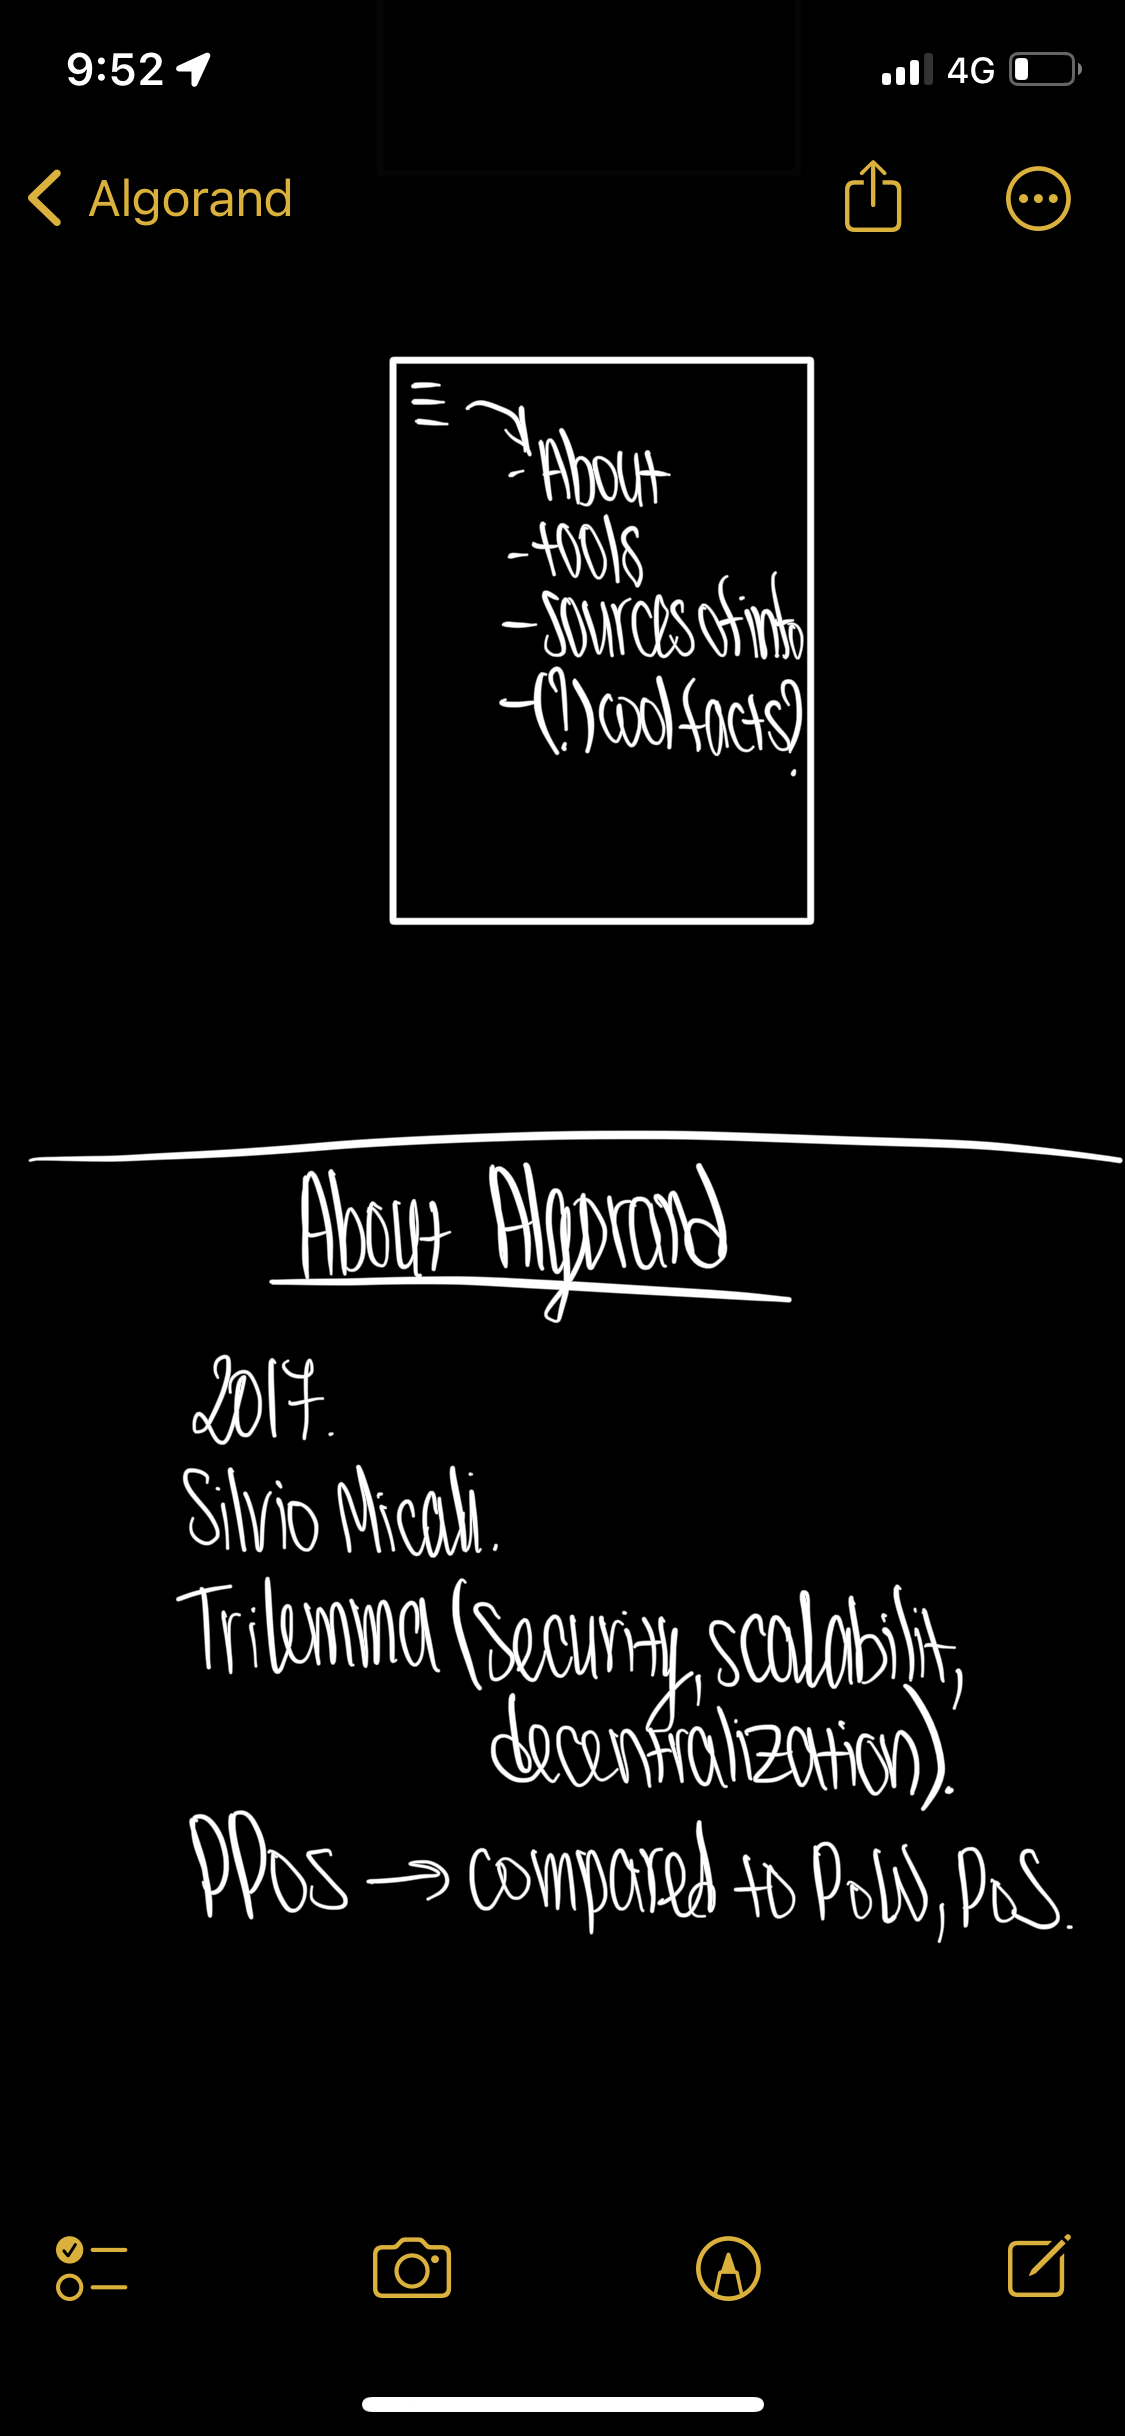 9:52
4G
Algorand
- About
- tools
- sources of info
- (?) cool facts?
About Algorand
2017.
Silvio Micali.
Trilemma (Security, scalabilit,
decentralization).
PPoS → compared to PoW, PoS.